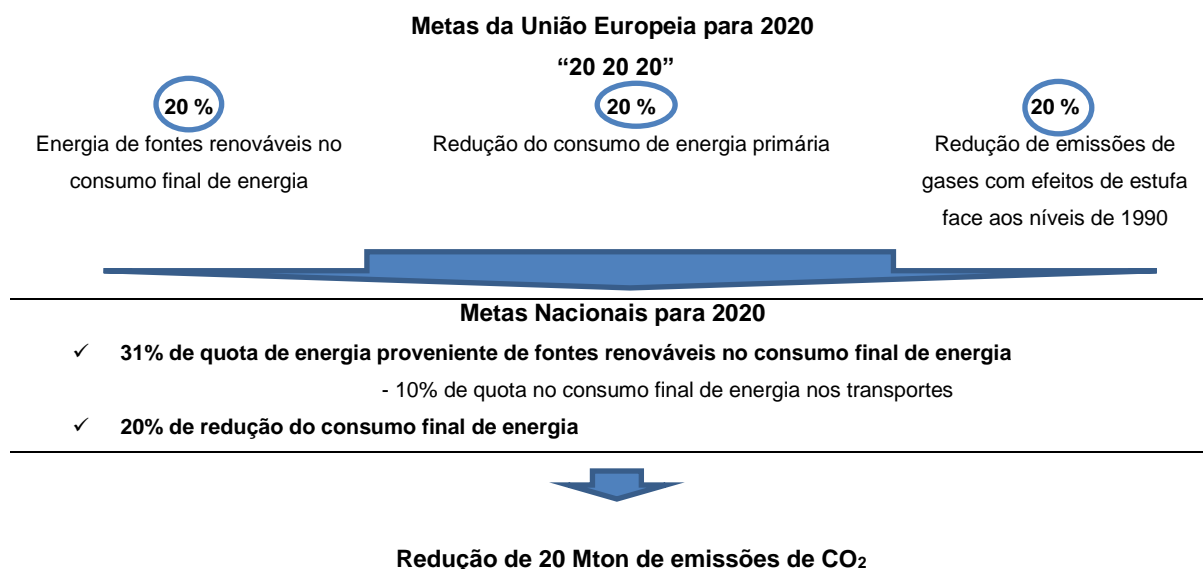 Metas da União Europeia para 2020
“20 20 20”
20 %
Energia de fontes renováveis no
consumo final de energia
20 %
Redução do consumo de energia primária
20 %
Redução de emissões de
gases com efeitos de estufa
face aos níveis de 1990
Metas Nacionais para 2020
✓ 31% de quota de energia proveniente de fontes renováveis no consumo final de energia
- 10% de quota no consumo final de energia nos transportes
✓ 20% de redução do consumo final de energia
Redução de 20 Mton de emissões de CO₂